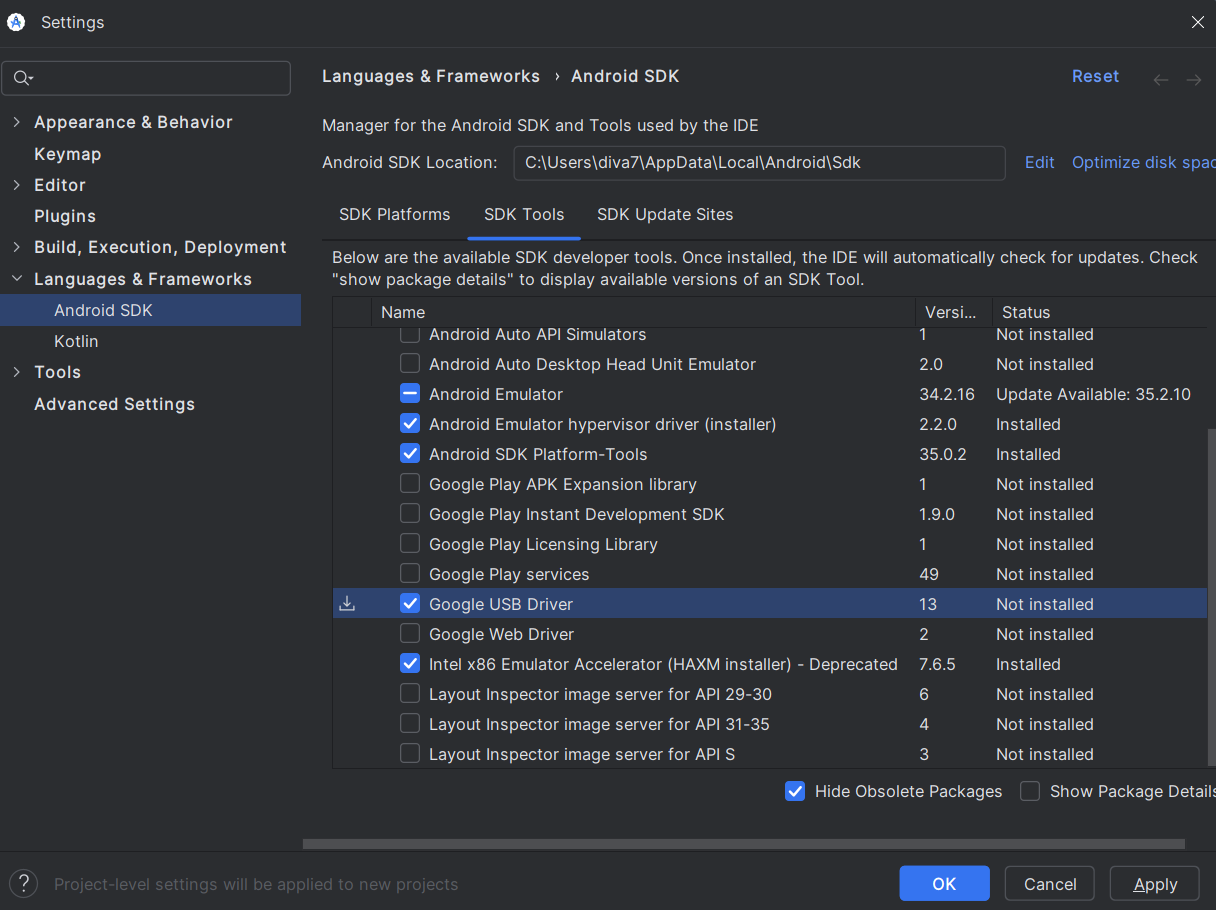 Settings
Languages & Frameworks › Android SDK
Reset
Appearance & Behavior
Keymap
Editor
Plugins
Build, Execution, Deployment
Languages & Frameworks
Android SDK
Kotlin
Tools
Advanced Settings
Manager for the Android SDK and Tools used by the IDE
Android SDK Location: C:\Users\diva7\AppData\Local\Android\Sdk Edit Optimize disk spac
SDK Platforms SDK Tools SDK Update Sites
Below are the available SDK developer tools. Once installed, the IDE will automatically check for updates. Check
"show package details" to display available versions of an SDK Tool.
Name Versi... Status
Android Auto API Simulators 1 Not installed
Android Auto Desktop Head Unit Emulator 2.0 Not installed
Android Emulator 34.2.16 Update Available: 35.2.10
Android Emulator hypervisor driver (installer) 2.2.0 Installed
Android SDK Platform-Tools 35.0.2 Installed
Google Play APK Expansion library 1 Not installed
Google Play Instant Development SDK 1.9.0 Not installed
Google Play Licensing Library 1 Not installed
Google Play services 49 Not installed
Google USB Driver 13 Not installed
Google Web Driver 2 Not installed
Intel x86 Emulator Accelerator (HAXM installer) - Deprecated 7.6.5 Installed
Layout Inspector image server for API 29-30 6 Not installed
Layout Inspector image server for API 31-35 4 Not installed
Layout Inspector image server for API S 3 Not installed
Hide Obsolete Packages Show Package Details
? Project-level settings will be applied to new projects
OK Cancel Apply